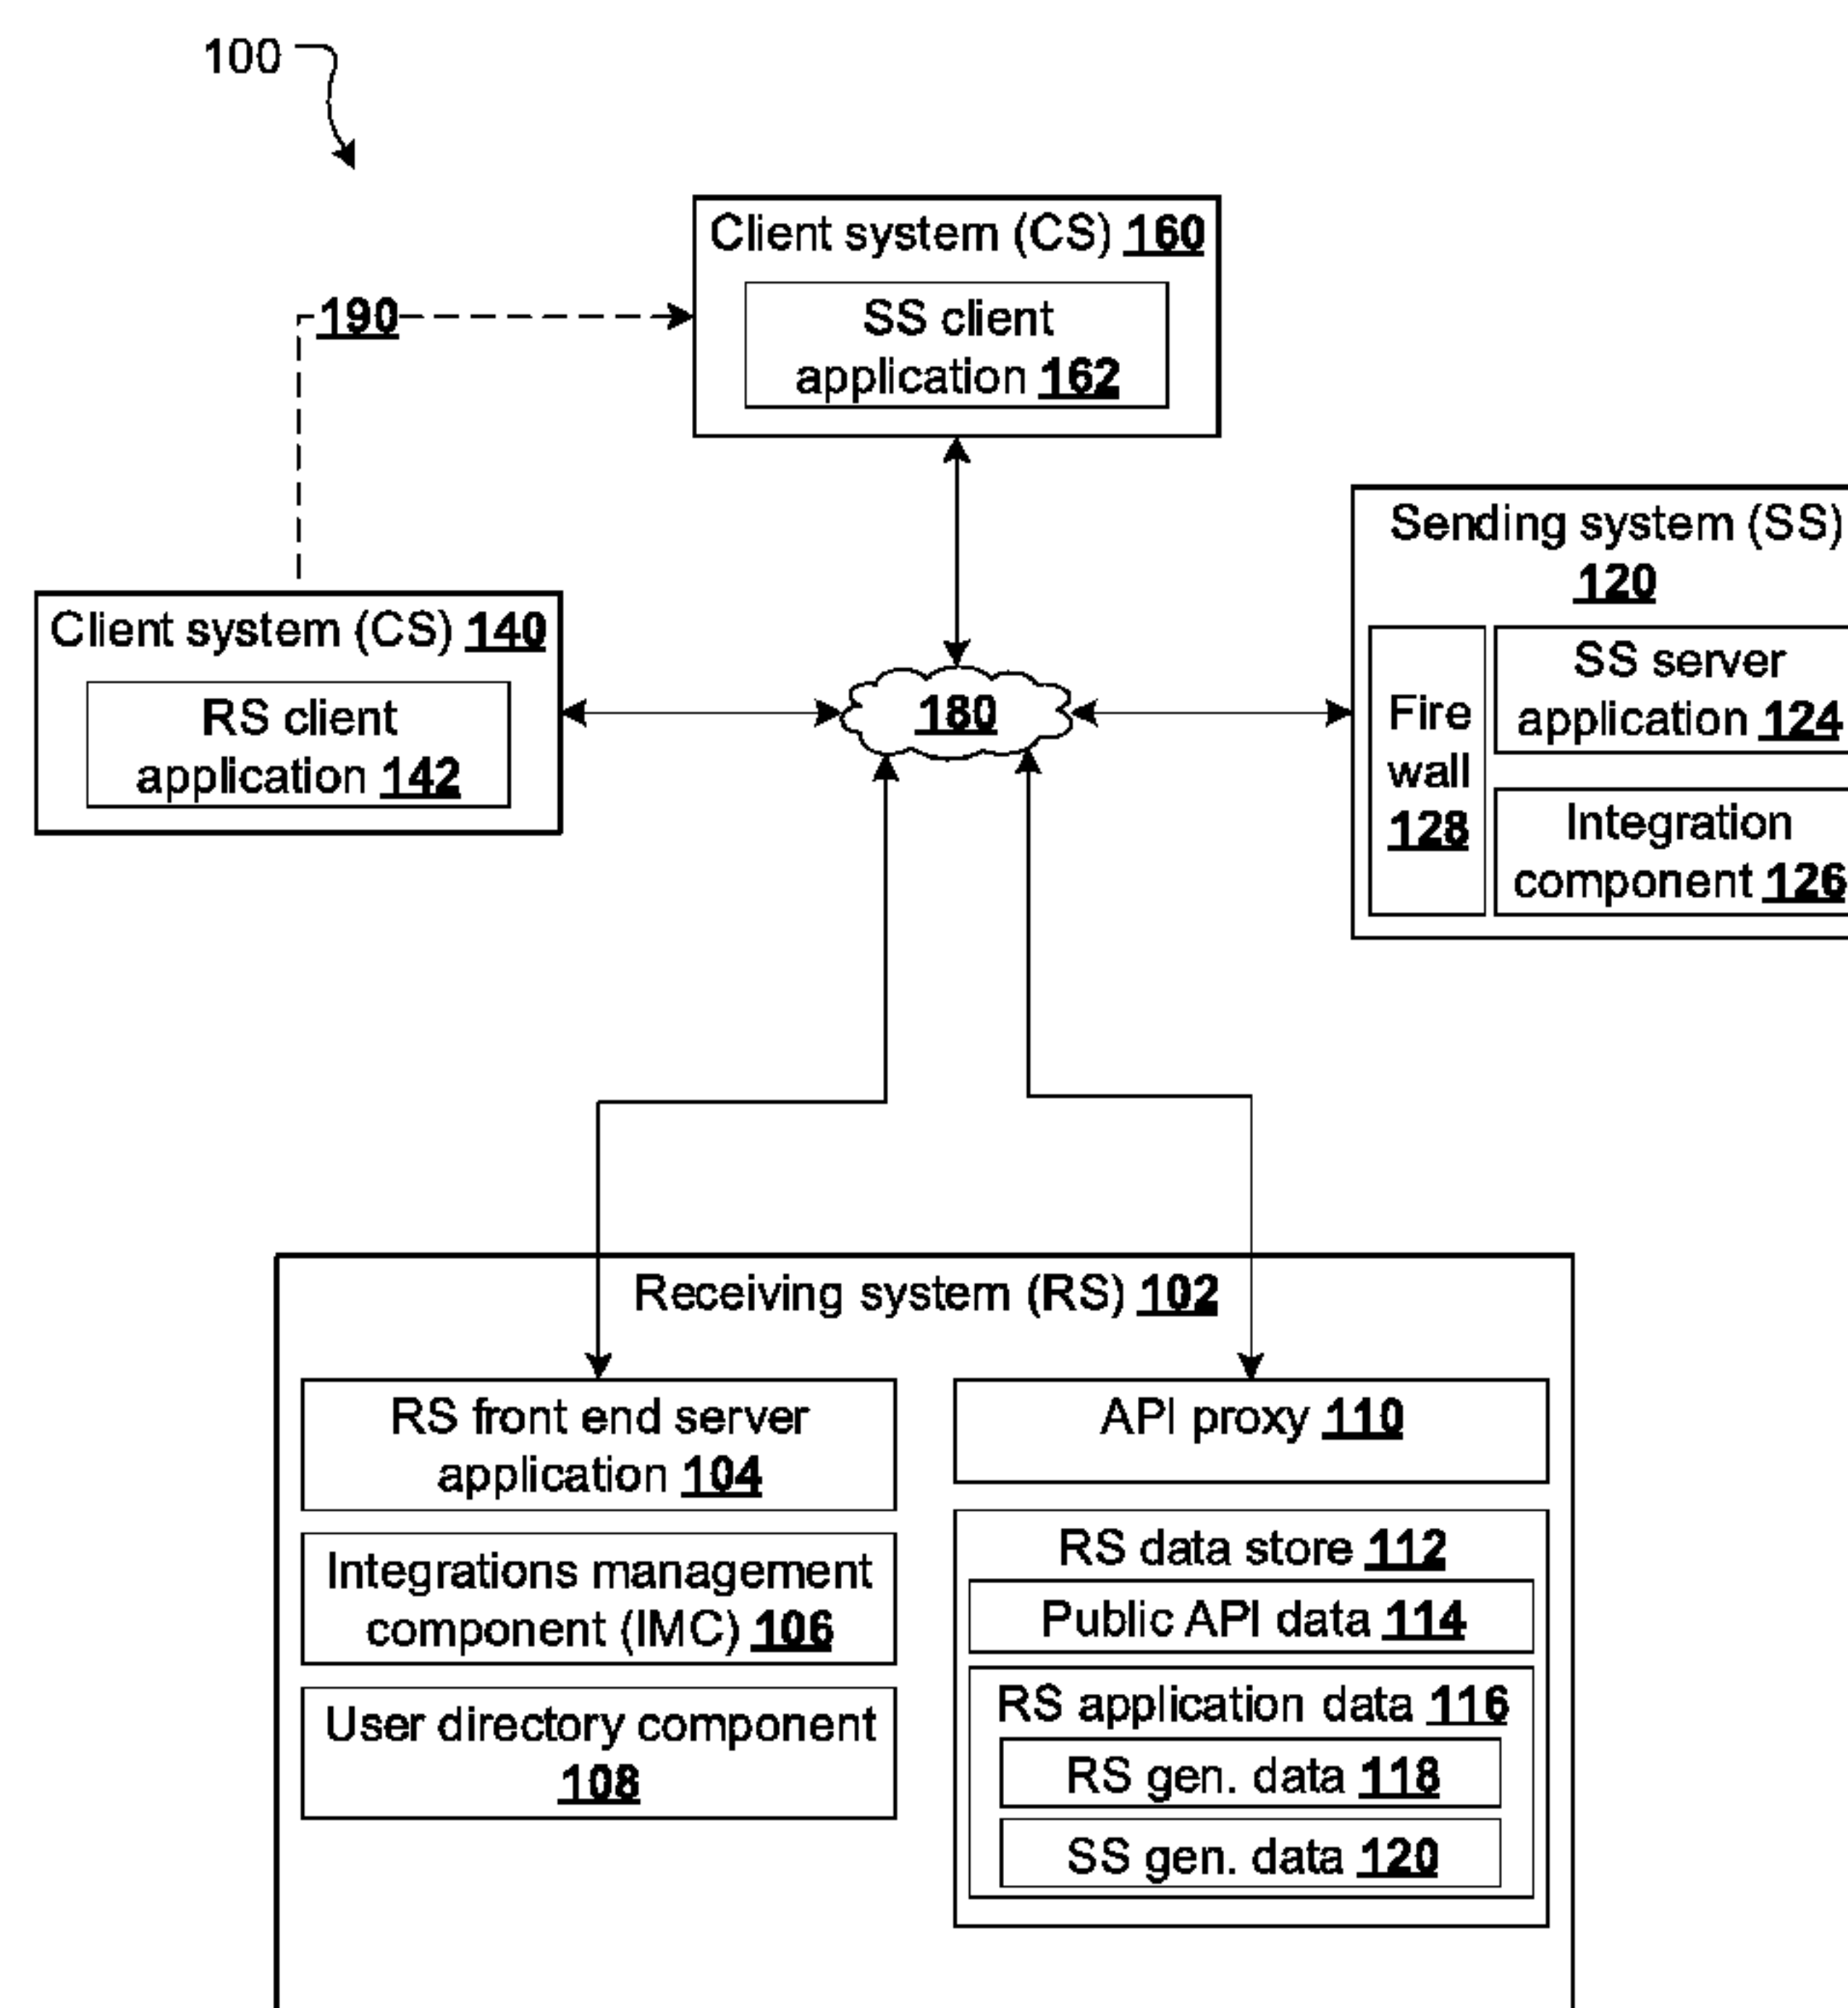 100
Client system (CS) 160
SS client
application 162
190
Sending system (SS)
120
SS server
application 124
Fire
wall
128
Integration
component 126
Client system (CS) 140
RS client
application 142
180
Receiving system (RS) 102
RS front end server
application 104
Integrations management
component (IMC) 106
User directory component
108
API proxy 110
RS data store 112
Public API data 114
RS application data 116
RS gen. data 118
SS gen. data 120